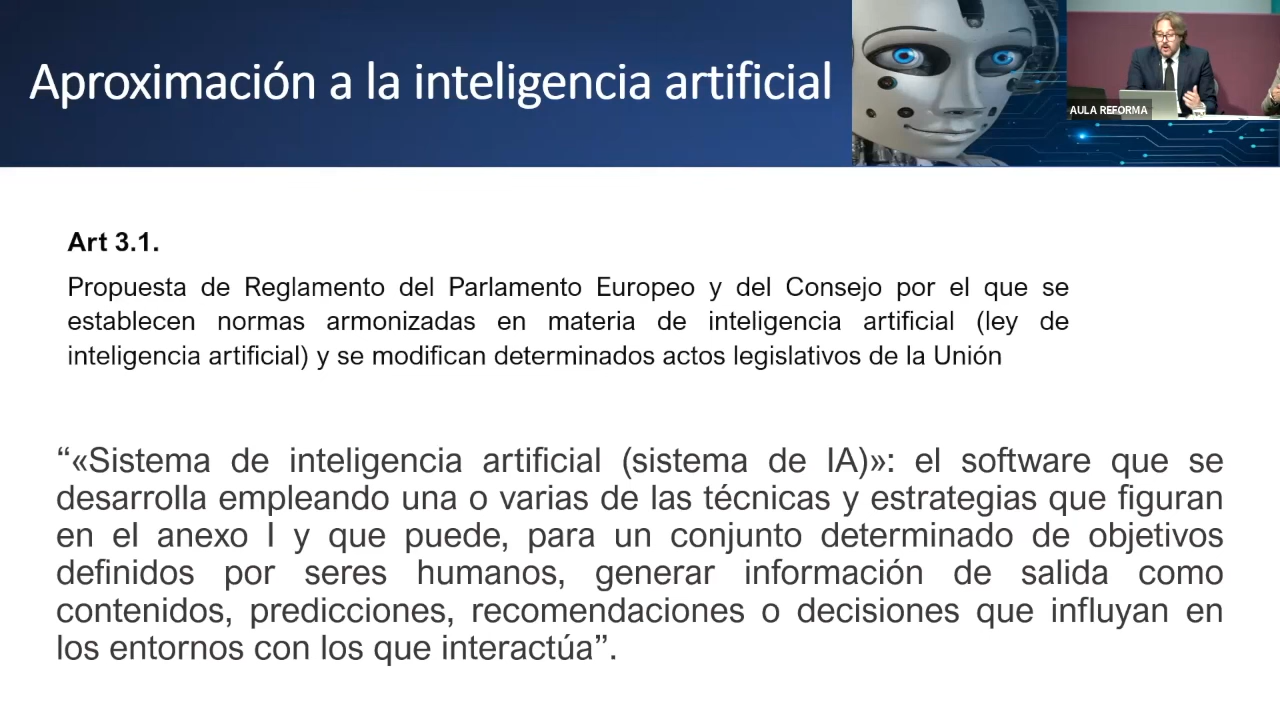 Aproximación a la inteligencia artificial
AULA REFORMA
Art 3.1.
Propuesta de Reglamento del Parlamento Europeo y del Consejo por el que se
establecen normas armonizadas en materia de inteligencia artificial (ley de
inteligencia artificial) y se modifican determinados actos legislativos de la Unión
“«Sistema de inteligencia artificial (sistema de IA)»: el software que se
desarrolla empleando una o varias de las técnicas y estrategias que figuran
en el anexo I y que puede, para un conjunto determinado de objetivos
definidos por seres humanos, generar información de salida como
contenidos, predicciones, recomendaciones o decisiones que influyan en
los entornos con los que interactúa”.